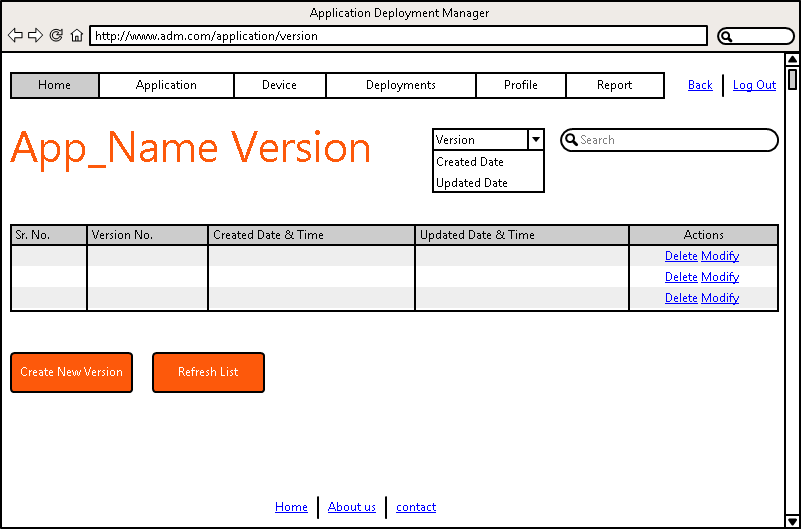 Application Deployment Manager
http://www.adm.com/application/version
Home Application Device Deployments Profile Report Back Log Out
App_Name Version
Version Search
Created Date
Updated Date
Sr. No. Version No. Created Date & Time Updated Date & Time Actions
Delete Modify
Delete Modify
Delete Modify
Create New Version Refresh List
Home About us contact